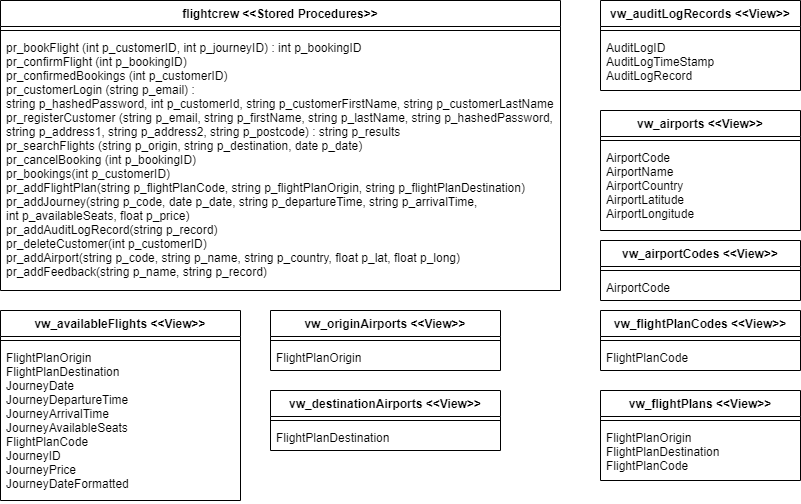 flightcrew <<Stored Procedures>>
pr_bookFlight (int p_customerID, int p_journeyID) : int p_bookingID
pr_confirmFlight (int p_bookingID)
pr_confirmedBookings (int p_customerID)
pr_customerLogin (string p_email) :
string p_hashedPassword, int p_customerId, string p_customerFirstName, string p_customerLastName
pr_registerCustomer (string p_email, string p_firstName, string p_lastName, string p_hashedPassword,
string p_address1, string p_address2, string p_postcode) : string p_results
pr_searchFlights (string p_origin, string p_destination, date p_date)
pr_cancelBooking (int p_bookingID)
pr_bookings(int p_customerID)
pr_addFlightPlan(string p_flightPlanCode, string p_flightPlanOrigin, string p_flightPlanDestination)
pr_addJourney(string p_code, date p_date, string p_departureTime, string p_arrivalTime,
int p_availableSeats, float p_price)
pr_addAuditLogRecord(string p_record)
pr_deleteCustomer(int p_customerID)
pr_addAirport(string p_code, string p_name, string p_country, float p_lat, float p_long)
pr_addFeedback(string p_name, string p_record)
vw_auditLogRecords <<View>>
AuditLogID
AuditLogTimeStamp
AuditLogRecord
vw_airports <<View>>
AirportCode
AirportName
AirportCountry
AirportLatitude
AirportLongitude
vw_airportCodes <<View>>
AirportCode
vw_availableFlights <<View>>
FlightPlanOrigin
FlightPlanDestination
JourneyDate
JourneyDepartureTime
JourneyArrivalTime
JourneyAvailableSeats
FlightPlanCode
JourneyID
JourneyPrice
JourneyDateFormatted
vw_originAirports <<View>>
FlightPlanOrigin
vw_destinationAirports <<View>>
FlightPlanDestination
vw_flightPlanCodes <<View>>
FlightPlanCode
vw_flightPlans <<View>>
FlightPlanOrigin
FlightPlanDestination
FlightPlanCode